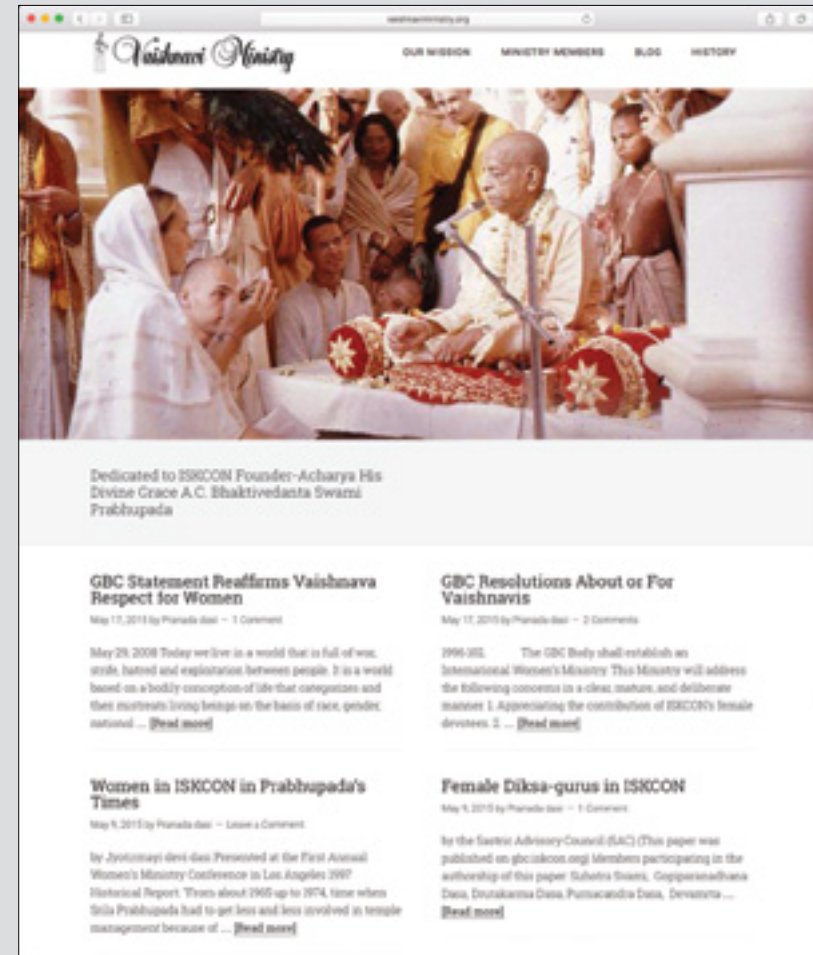 vaishnaviministry.org
Vaishnavi Ministry
OUR MISSION MINISTRY MEMBERS BLOG HISTORY
Dedicated to ISKCON Founder-Acharya His
Divine Grace A.C. Bhaktivedanta Swami
Prabhupada
GBC Statement Reaffirms Vaishnava
Respect for Women
May 17, 2015 by Pranada dasi — 1 Comment
May 29, 2008 Today we live in a world that is full of war,
strife, hatred and exploitation between people. It is a world
based on a bodily conception of life that categorizes and
then mistreats living beings on the basis of race, gender,
national ... [Read more]
GBC Resolutions About or For
Vaishnavis
May 17, 2015 by Pranada dasi — 2 Comments
1996-102. The GBC Body shall establish an
International Women's Ministry. This Ministry will address
the following concerns in a clear, mature, and deliberate
manner: 1. Appreciating the contribution of ISKCON's female
devotees. 2. ... [Read more]
Women in ISKCON in Prabhupada's
Times
May 9, 2015 by Pranada dasi — Leave a Comment
by Jyotirmayi devi dasi Presented at the First Annual
Women's Ministry Conference in Los Angeles 1997
Historical Report. "From about 1965 up to 1974, time when
Srila Prabhupada had to get less and less involved in temple
management because of ... [Read more]
Female Diksa-gurus in ISKCON
May 9, 2015 by Pranada dasi — 1 Comment
by the Sastric Advisory Council (SAC) (This paper was
published on gbc.iskcon.org) Members participating in the
authorship of this paper: Suhotra Swami, Gopiparanadhana
Dasa, Drutakarma Dasa, Purnacandra Dasa, Devamrta ...
[Read more]